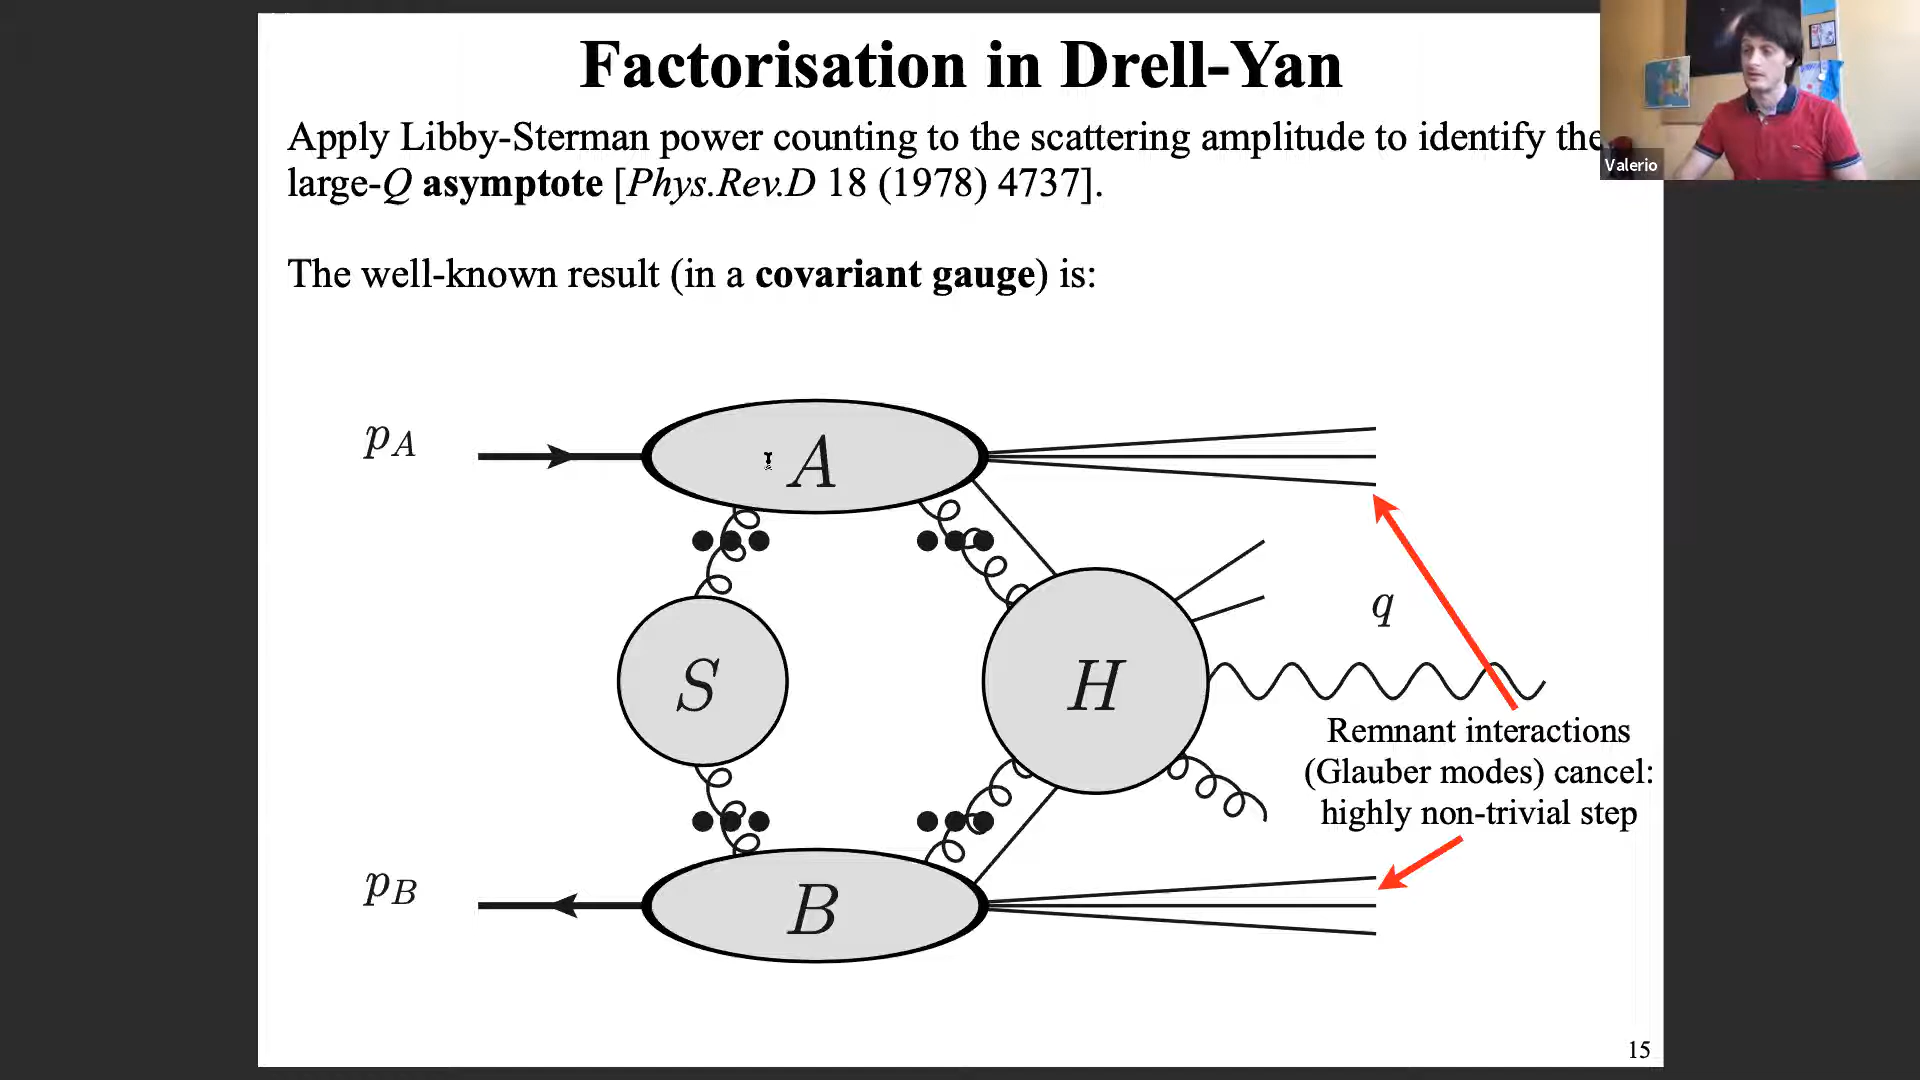 Factorisation in Drell-Yan
Apply Libby-Sterman power counting to the scattering amplitude to identify the
large-Q asymptote [Phys.Rev.D 18 (1978) 4737].
Valerio
The well-known result (in a covariant gauge) is:
p_A
A
q
S
H
Remnant interactions
(Glauber modes) cancel:
highly non-trivial step
p_B
B
15